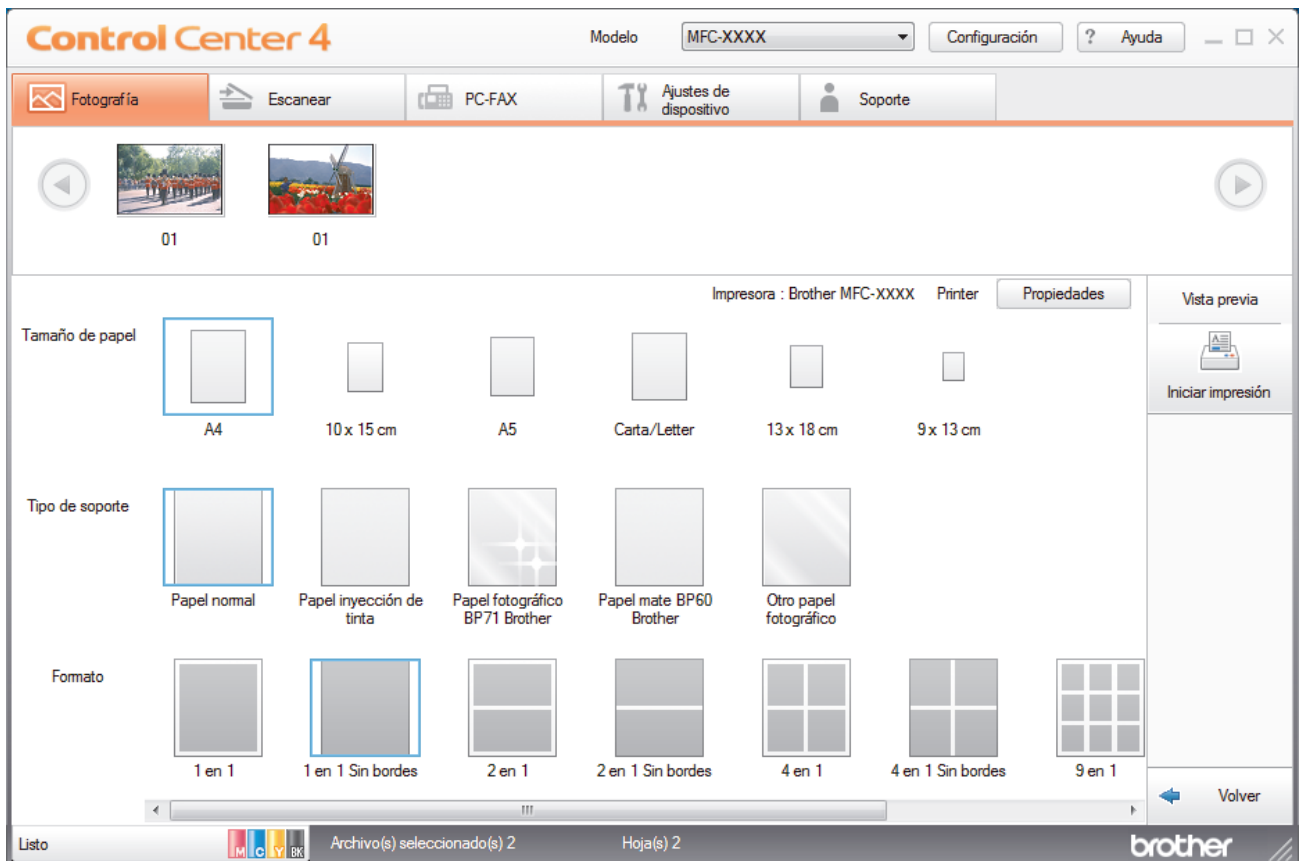 Control Center 4
Modelo MFC-XXXX Configuración ? Ayuda
Fotografía Escanear PC-FAX Ajustes de dispositivo Soporte
01 01
Impresora : Brother MFC-XXXX Printer Propiedades
Vista previa
Iniciar impresión
Tamaño de papel
A4 10 x 15 cm A5 Carta/Letter 13 x 18 cm 9 x 13 cm
Tipo de soporte
Papel normal Papel inyección de tinta Papel fotográfico BP71 Brother Papel mate BP60 Brother Otro papel fotográfico
Formato
1 en 1 1 en 1 Sin bordes 2 en 1 2 en 1 Sin bordes 4 en 1 4 en 1 Sin bordes 9 en 1
Volver
Listo M C Y BK Archivo(s) seleccionado(s) 2 Hoja(s) 2 brother